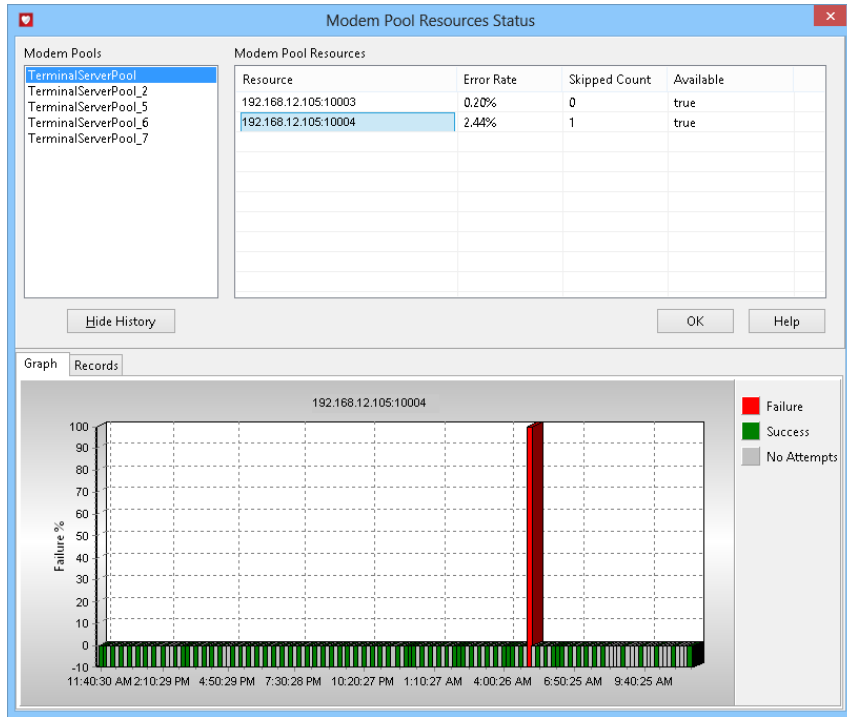 Modem Pool Resources Status
Modem Pools
TerminalServerPool
TerminalServerPool_2
TerminalServerPool_5
TerminalServerPool_6
TerminalServerPool_7
Modem Pool Resources
Resource Error Rate Skipped Count Available
192.168.12.105:10003 0.20% 0 true
192.168.12.105:10004 2.44% 1 true
Hide History
OK
Help
Graph
Records
192.168.12.105:10004
Failure %
100
90
80
70
60
50
40
30
20
10
0
-10
11:40:30 AM 2:10:29 PM 4:50:29 PM 7:30:28 PM 10:20:27 PM 1:10:27 AM 4:00:26 AM 6:50:25 AM 9:40:25 AM
Failure
Success
No Attempts